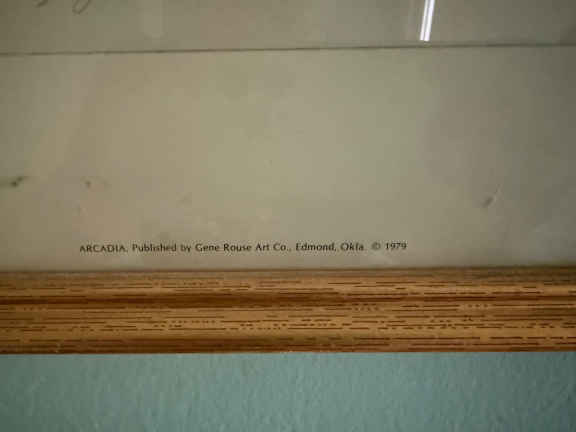 ARCADIA, Published by Gene Rouse Art Co., Edmond, Okla. © 1979